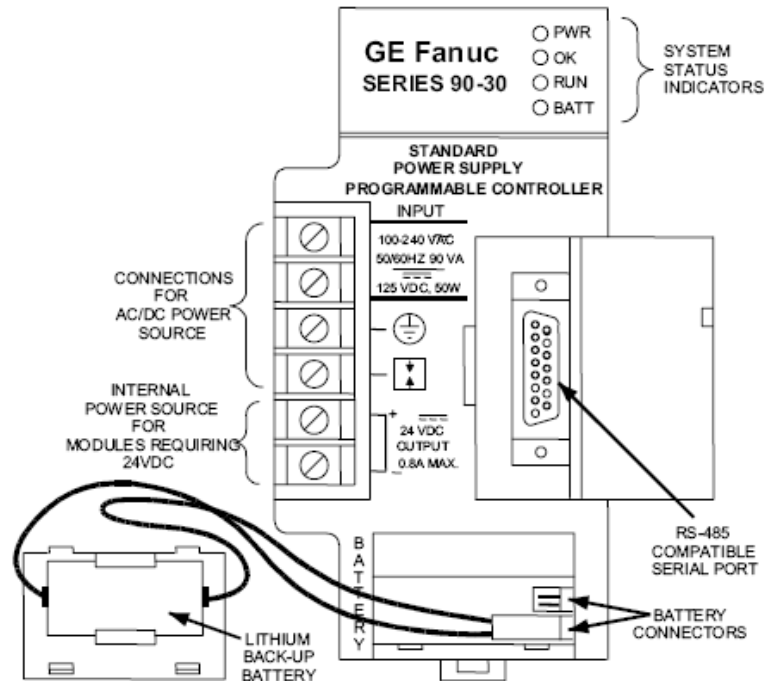 GE Fanuc
SERIES 90-30
PWR
OK
RUN
BATT
SYSTEM
STATUS
INDICATORS
STANDARD
POWER SUPPLY
PROGRAMMABLE CONTROLLER
INPUT
100-240 VAC
50/60HZ 90 VA
125 VDC, 50W
CONNECTIONS
FOR
AC/DC POWER
SOURCE
INTERNAL
POWER SOURCE
FOR
MODULES REQUIRING
24VDC
+
24 VDC
OUTPUT
0.8A MAX.
RS-485
COMPATIBLE
SERIAL PORT
BATTERY
BATTERY
CONNECTORS
LITHIUM
BACK-UP
BATTERY